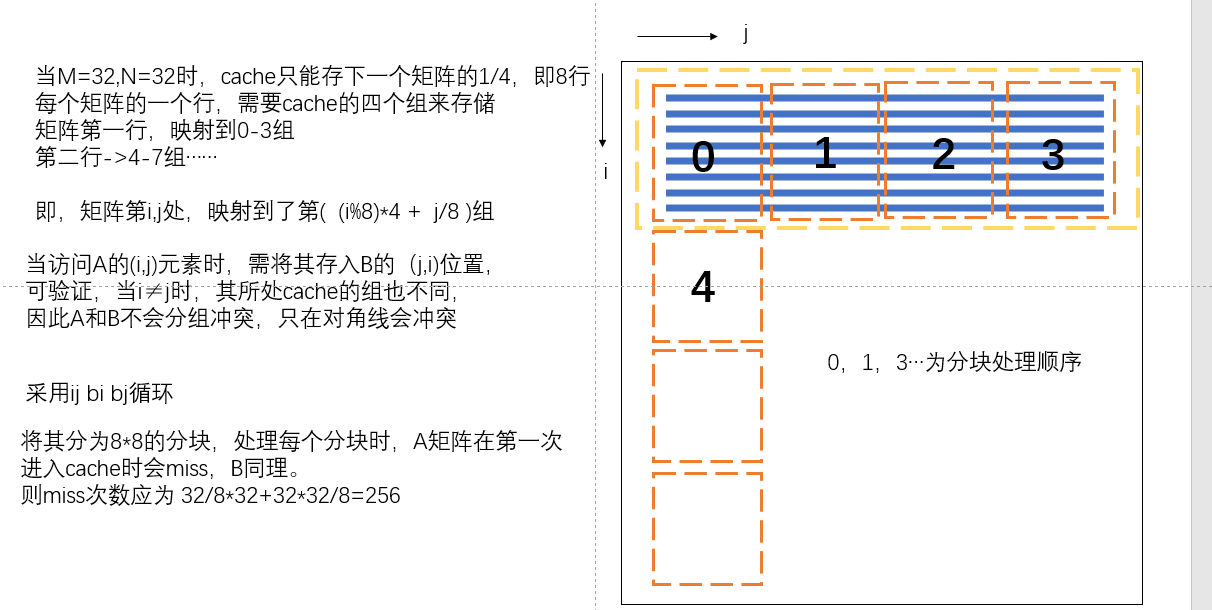 当M=32,N=32时，cache只能存下一个矩阵的1/4，即8行
每个矩阵的一个行，需要cache的四个组来存储
矩阵第一行，映射到0-3组
第二行->4-7组……
即，矩阵第i,j处，映射到了第( (i%8)*4 + j/8 )组
当访问A的(i,j)元素时，需将其存入B的（j,i)位置，
可验证，当i≠j时，其所处cache的组也不同，
因此A和B不会分组冲突，只在对角线会冲突
采用ij bi bj循环
将其分为8*8的分块，处理每个分块时，A矩阵在第一次
进入cache时会miss，B同理。
则miss次数应为 32/8*32+32*32/8=256
j
i
0 1 2 3
4
0，1，3…为分块处理顺序